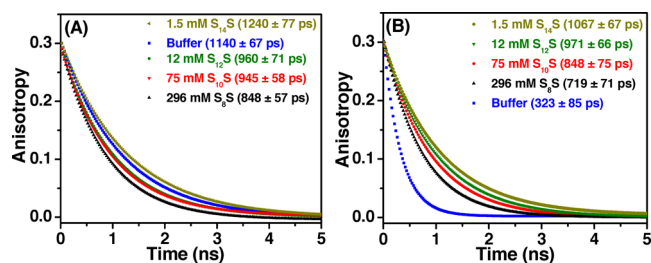 (A)
1.5 mM S₁₄S (1240 ± 77 ps)
Buffer (1140 ± 67 ps)
12 mM S₁₂S (960 ± 71 ps)
75 mM S₁₀S (945 ± 58 ps)
296 mM S₈S (848 ± 57 ps)
Anisotropy
0.3
0.2
0.1
0.0
0 1 2 3 4 5
Time (ns)
(B)
1.5 mM S₁₄S (1067 ± 67 ps)
12 mM S₁₂S (971 ± 66 ps)
75 mM S₁₀S (848 ± 75 ps)
296 mM S₈S (719 ± 71 ps)
Buffer (323 ± 85 ps)
Anisotropy
0.3
0.2
0.1
0.0
0 1 2 3 4 5
Time (ns)